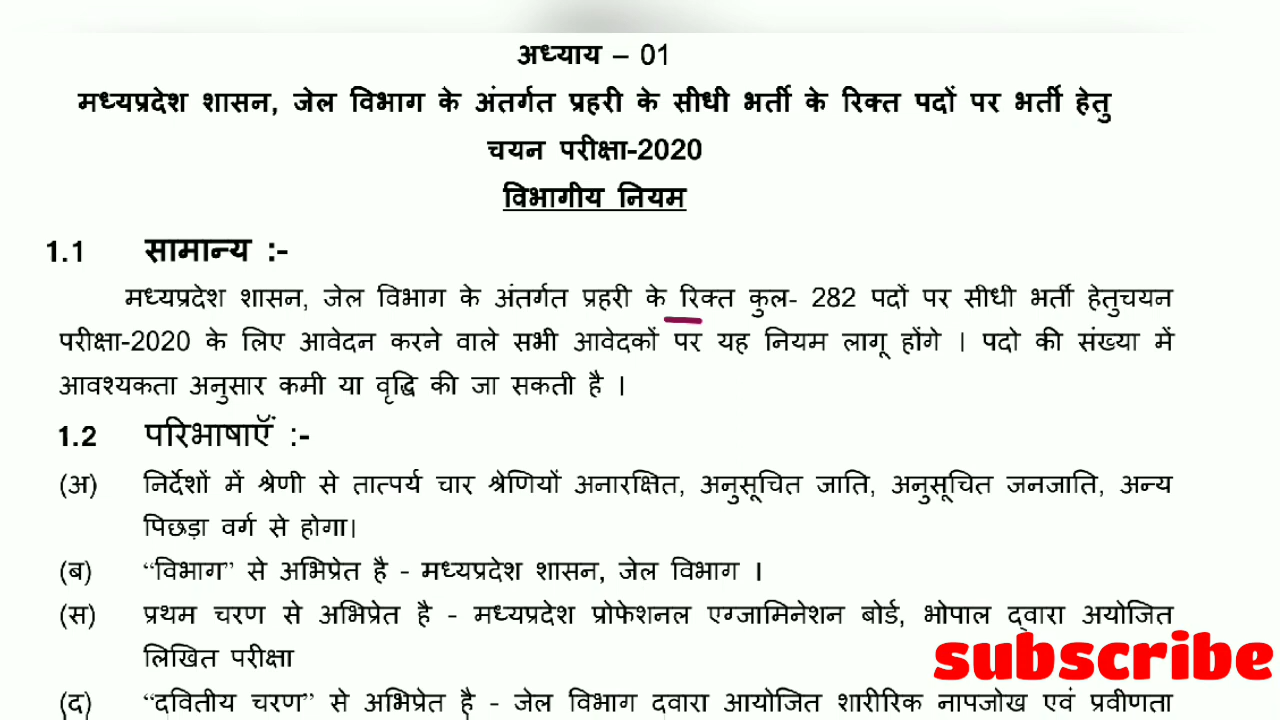 अध्याय – 01
मध्यप्रदेश शासन, जेल विभाग के अंतर्गत प्रहरी के सीधी भर्ती के रिक्त पदों पर भर्ती हेतु
चयन परीक्षा-2020
विभागीय नियम
1.1 सामान्य :-
मध्यप्रदेश शासन, जेल विभाग के अंतर्गत प्रहरी के रिक्त कुल- 282 पदों पर सीधी भर्ती हेतुचयन
परीक्षा-2020 के लिए आवेदन करने वाले सभी आवेदकों पर यह नियम लागू होंगे । पदो की संख्या में
आवश्यकता अनुसार कमी या वृद्धि की जा सकती है ।
1.2 परिभाषाऍं :-
(अ) निर्देशों में श्रेणी से तात्पर्य चार श्रेणियों अनारक्षित, अनुसूचित जाति, अनुसूचित जनजाति, अन्य
पिछड़ा वर्ग से होगा।
(ब) “विभाग” से अभिप्रेत है - मध्यप्रदेश शासन, जेल विभाग ।
(स) प्रथम चरण से अभिप्रेत है - मध्यप्रदेश प्रोफेशनल एग्जामिनेशन बोर्ड, भोपाल द्वारा अयोजित
लिखित परीक्षा
subscribe
(द) “दवितीय चरण” से अभिप्रेत है - जेल विभाग दवारा आयोजित शारीरिक नापजोख एवं प्रवीणता